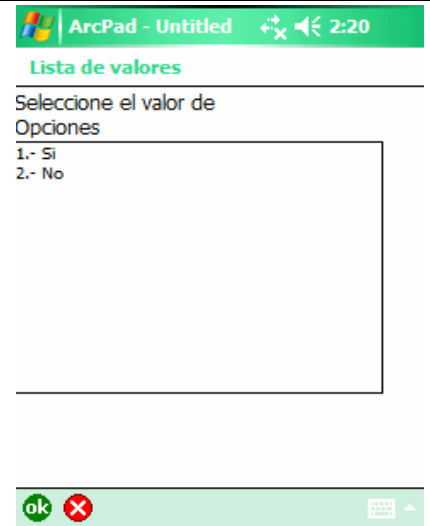 ArcPad - Untitled 2:20
Lista de valores
Seleccione el valor de
Opciones
1.- Si
2.- No
ok